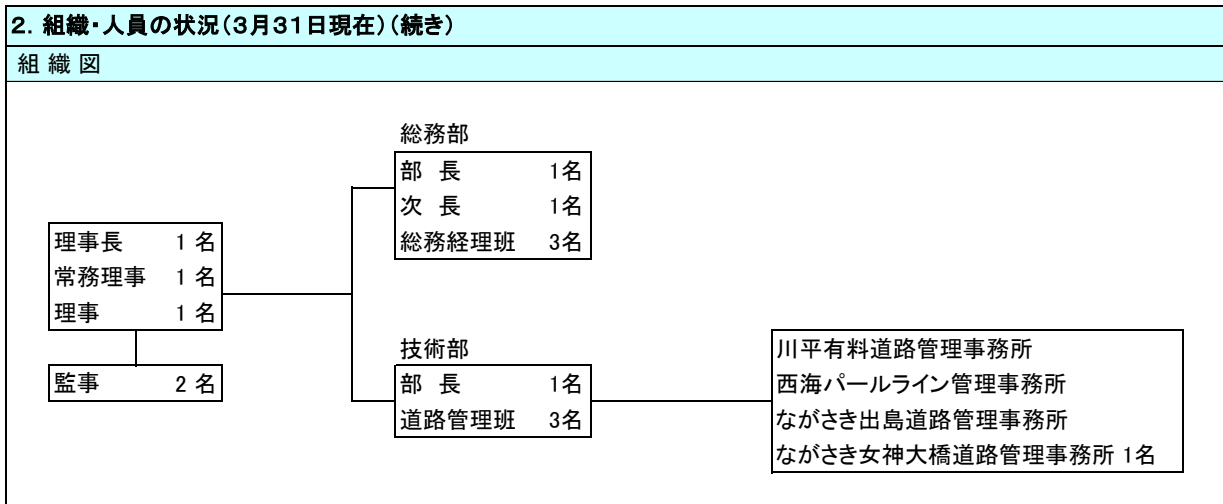 2. 組織・人員の状況(3月31日現在)(続き)
組 織 図
総務部
部 長 1名
次 長 1名
総務経理班 3名
理事長 1 名
常務理事 1 名
理事 1 名
監事 2 名
技術部
部 長 1名
道路管理班 3名
川平有料道路管理事務所
西海パールライン管理事務所
ながさき出島道路管理事務所
ながさき女神大橋道路管理事務所 1名